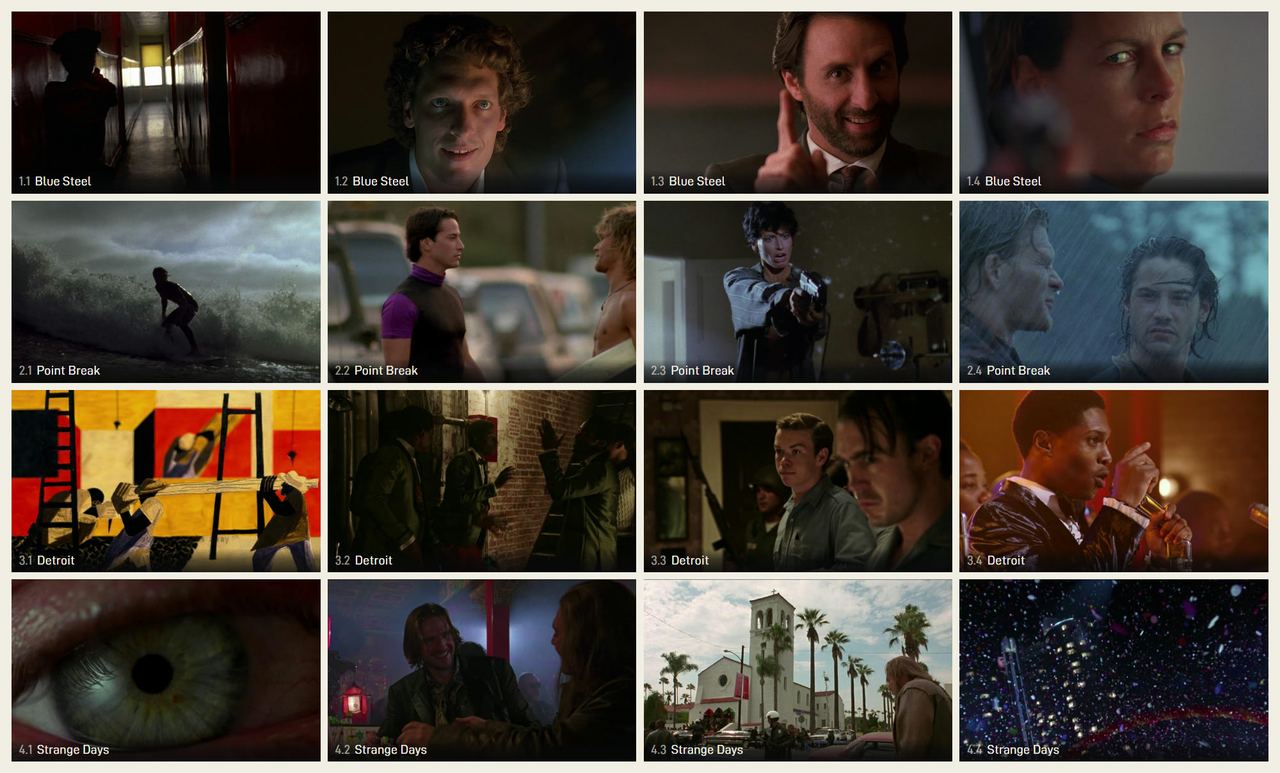 1.1 Blue Steel
1.2 Blue Steel
1.3 Blue Steel
1.4 Blue Steel
2.1 Point Break
2.2 Point Break
2.3 Point Break
2.4 Point Break
3.1 Detroit
3.2 Detroit
3.3 Detroit
3.4 Detroit
4.1 Strange Days
4.2 Strange Days
4.3 Strange Days
4.4 Strange Days